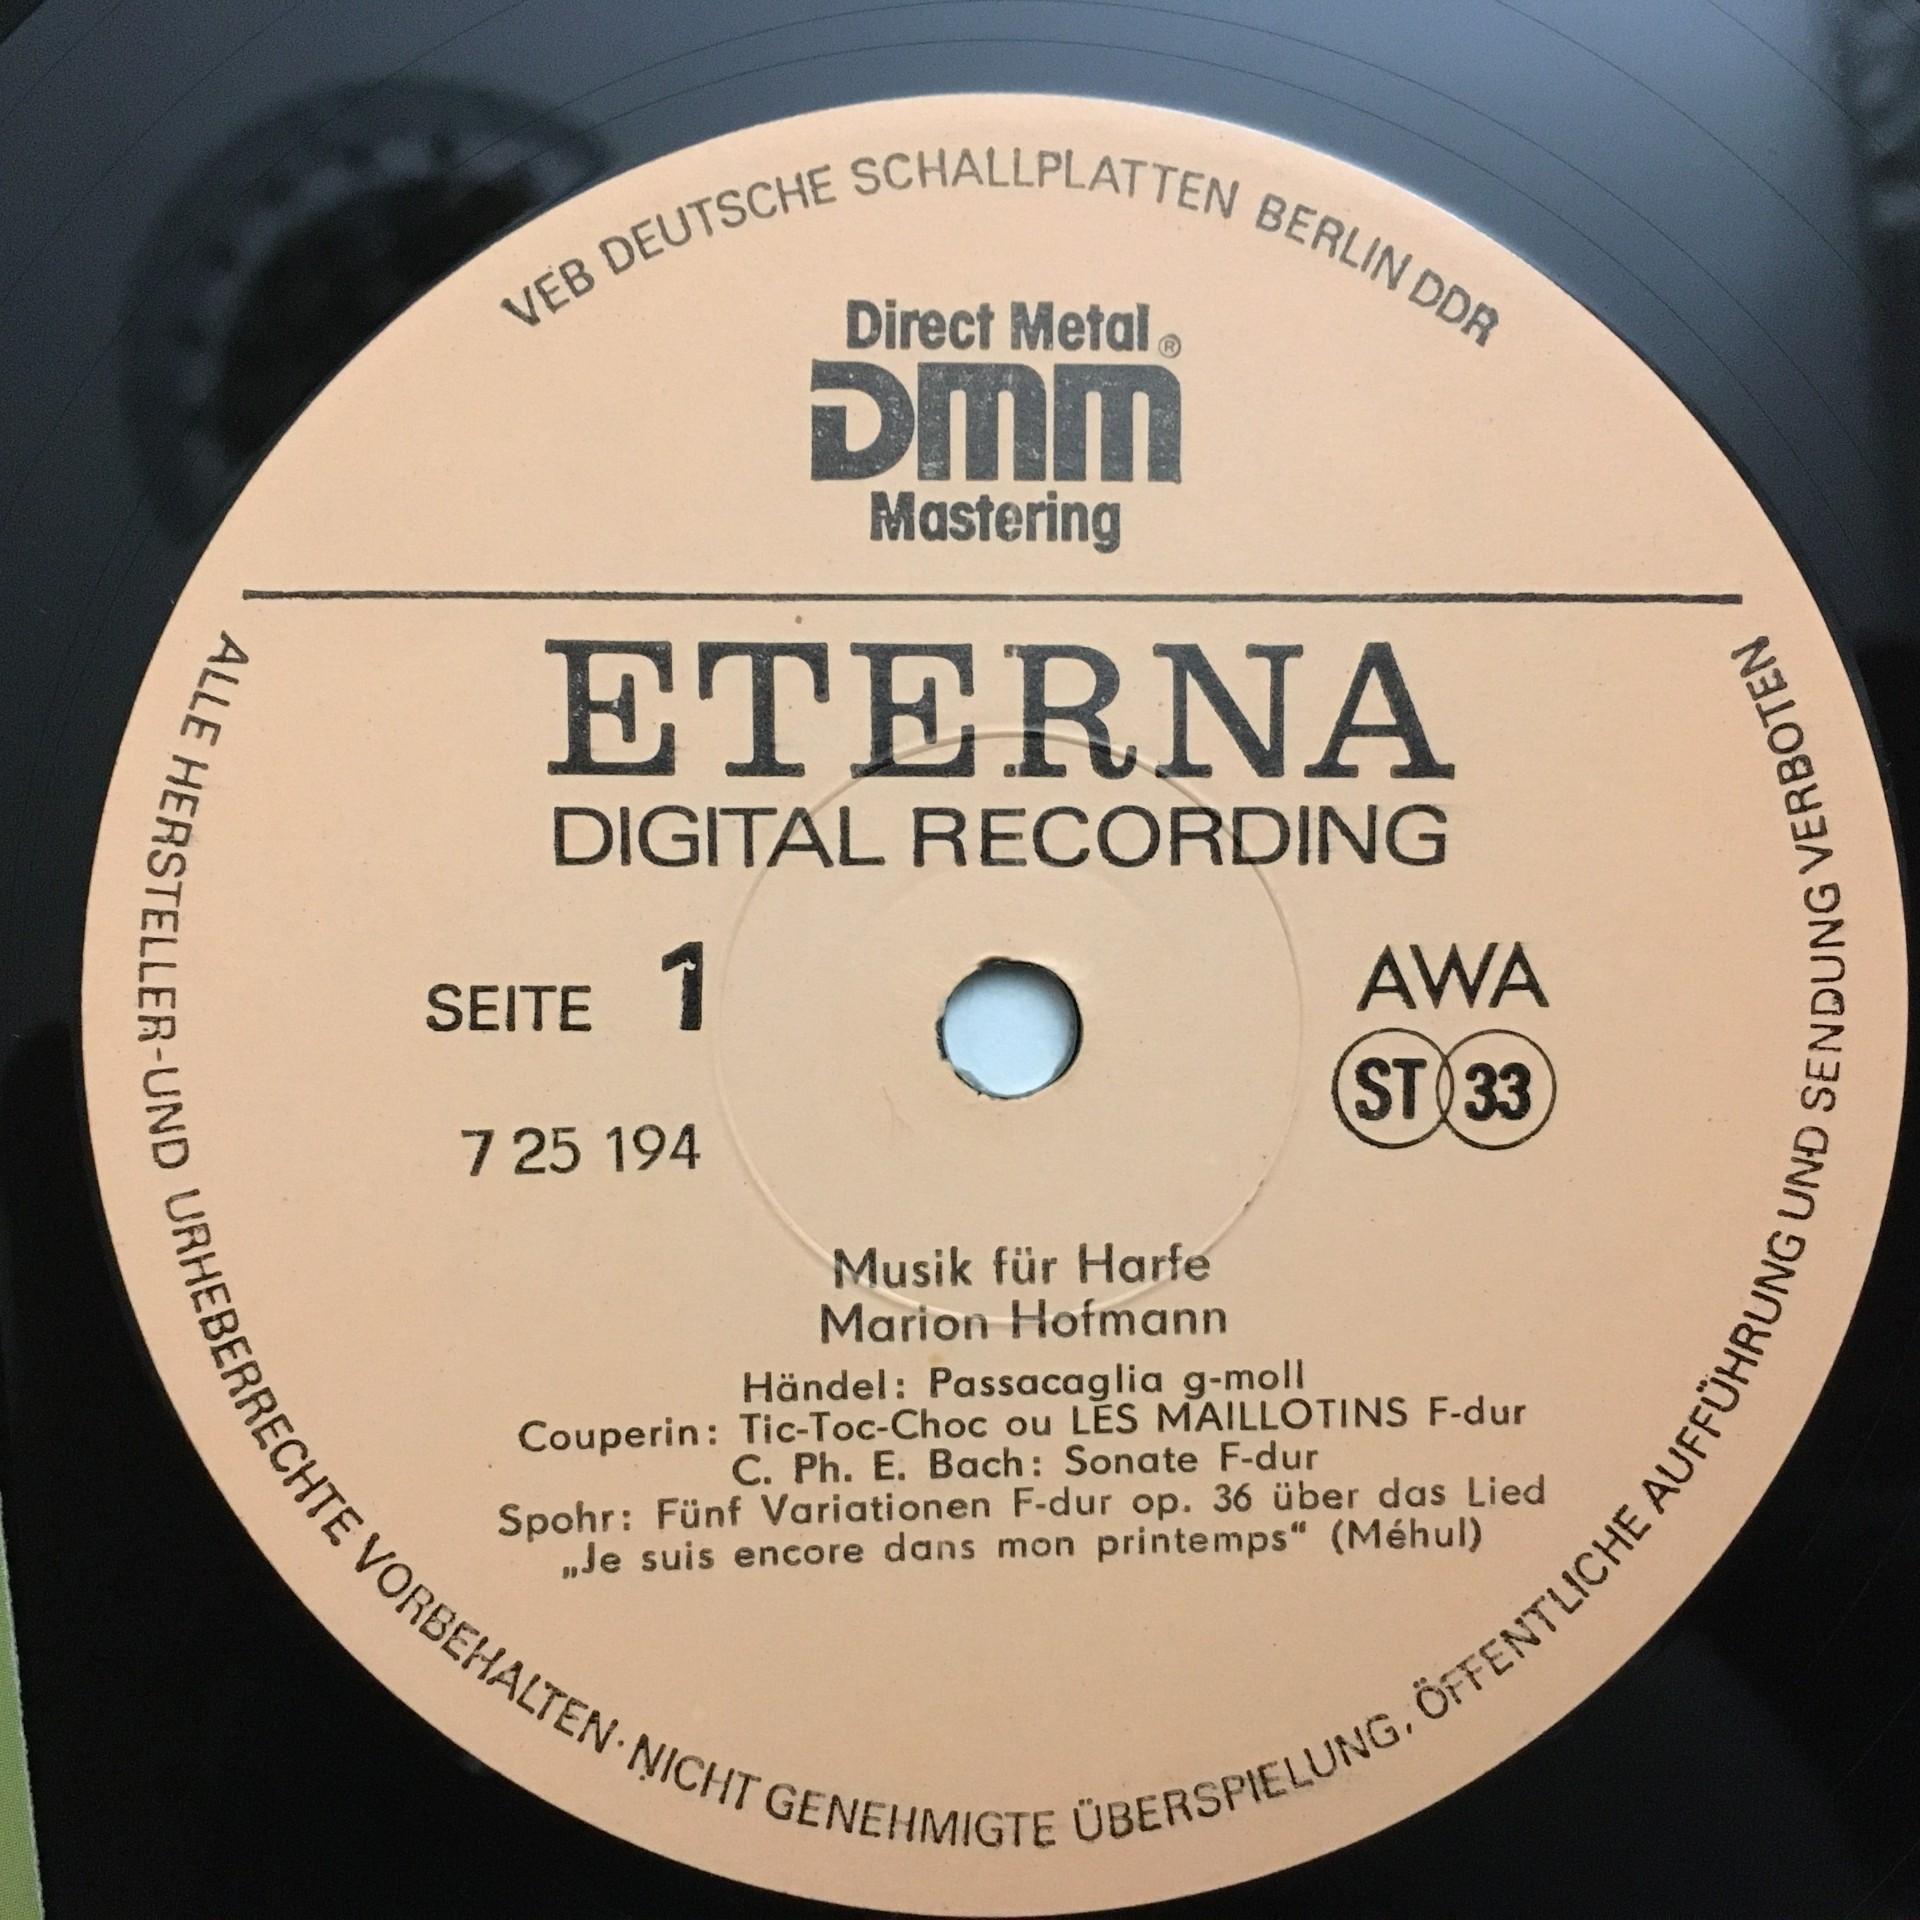 VEB DEUTSCHE SCHALLPLATTEN BERLIN DDR
Direct Metal ®
DMM
Mastering
ETERNA
DIGITAL RECORDING
SEITE 1
AWA
ST 33
7 25 194
Musik für Harfe
Marion Hofmann
Händel: Passacaglia g-moll
Couperin: Tic-Toc-Choc ou LES MAILLOTINS F-dur
C. Ph. E. Bach: Sonate F-dur
Spohr: Fünf Variationen F-dur op. 36 über das Lied
„Je suis encore dans mon printemps“ (Méhul)
ALLE HERSTELLER-UND URHEBERRECHTE VORBEHALTEN · NICHT GENEHMIGTE ÜBERSPIELUNG, ÖFFENTLICHE AUFFÜHRUNG UND SENDUNG VERBOTEN